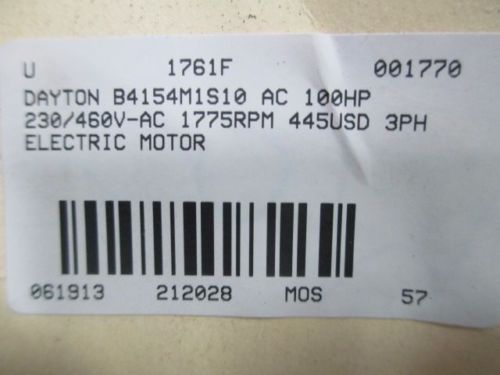 U 1761F 001770
DAYTON B4154M1S10 AC 100HP
230/460V-AC 1775RPM 445USD 3PH
ELECTRIC MOTOR
061913 212028 MOS 57